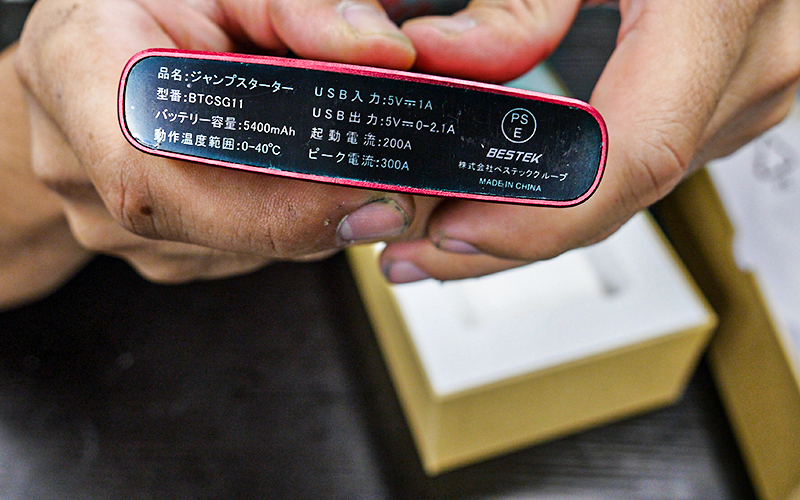 品名:ジャンプスターター
型番:BTCSG11
バッテリー容量:5400mAh
動作温度範囲:0-40℃
USB入力:5V⎓1A
USB出力:5V⎓0-2.1A
起動電流:200A
ピーク電流:300A
PS
E
BESTEK
株式会社ベステックグループ
MADE IN CHINA